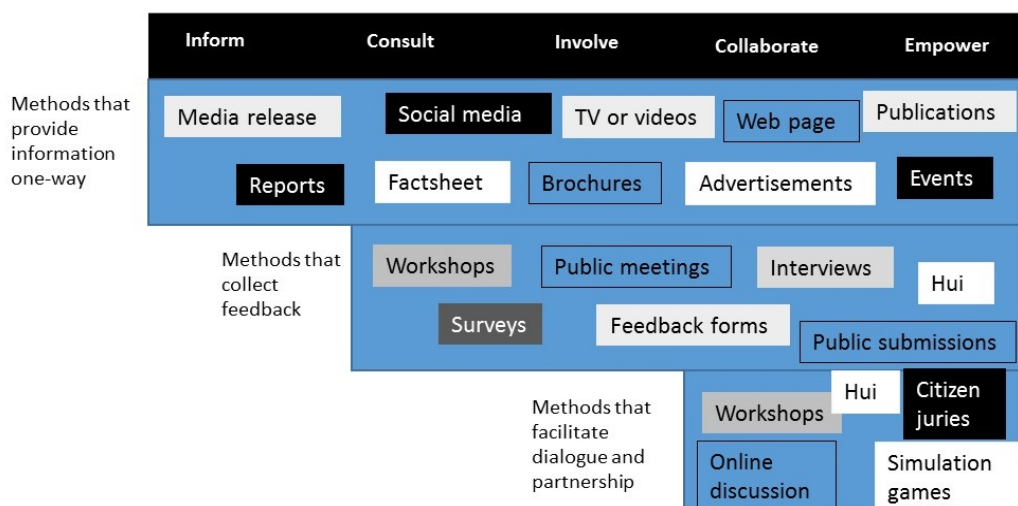 Inform Consult Involve Collaborate Empower
Methods that
provide
information
one-way
Media release Social media TV or videos Web page Publications
Reports Factsheet Brochures Advertisements Events
Methods that
collect
feedback
Workshops Public meetings Interviews Hui
Surveys Feedback forms Public submissions
Methods that
facilitate
dialogue and
partnership
Workshops Hui Citizen
juries
Online
discussion
Simulation
games